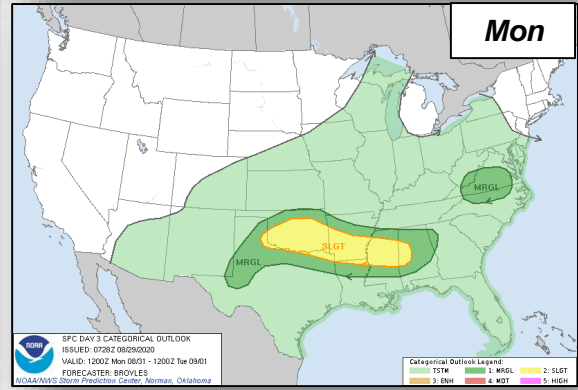 Mon
MRGL
SLGT
MRGL
NOAA
SPC DAY 3 CATEGORICAL OUTLOOK
ISSUED: 0728Z 08/29/2020
VALID: 1200Z Mon 08/31 - 1200Z Tue 09/01
FORECASTER: BROYLES
NOAA/NWS Storm Prediction Center, Norman, Oklahoma
Categorical Outlook Legend:
TSTM 1: MRGL 2: SLGT
3: ENH 4: MDT 5: HIGH